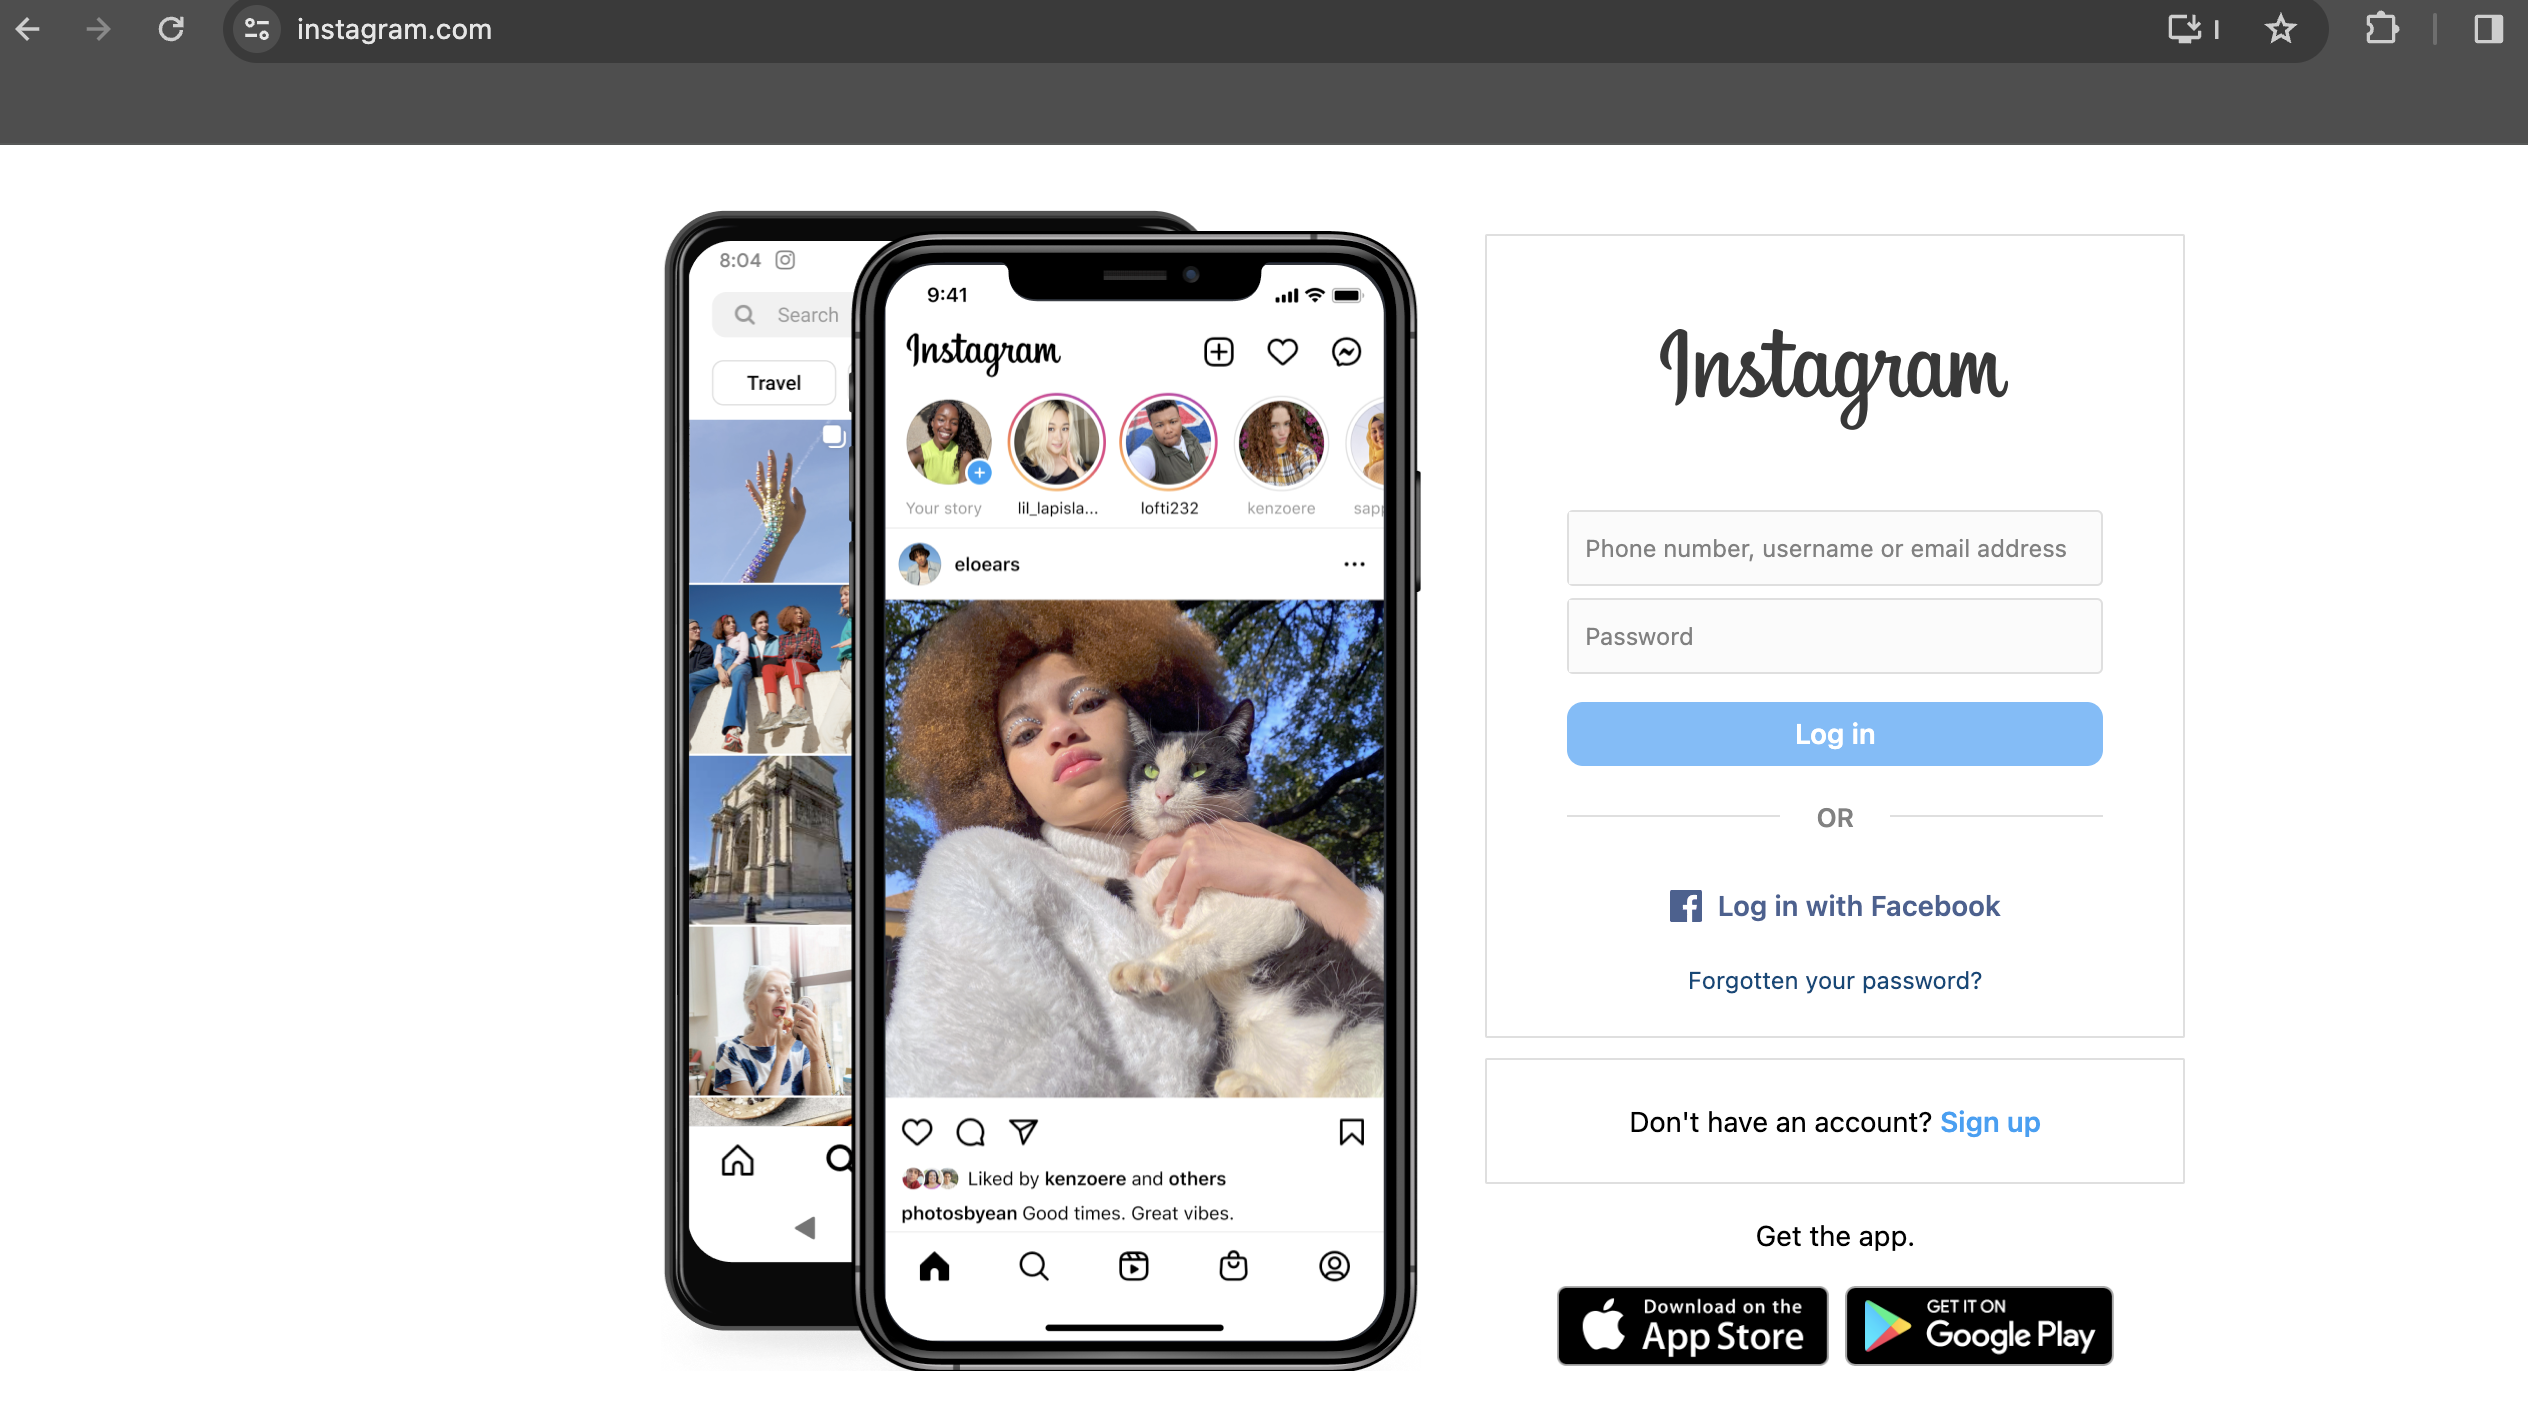 instagram.com
8:04
Search
Travel
9:41
Instagram
Your story
lil_lapisla...
lofti232
kenzoere
sapp
eloears
Liked by kenzoere and others
photosbyean Good times. Great vibes.
Instagram
Phone number, username or email address
Password
Log in
OR
Log in with Facebook
Forgotten your password?
Don't have an account? Sign up
Get the app.
Download on the
App Store
GET IT ON
Google Play